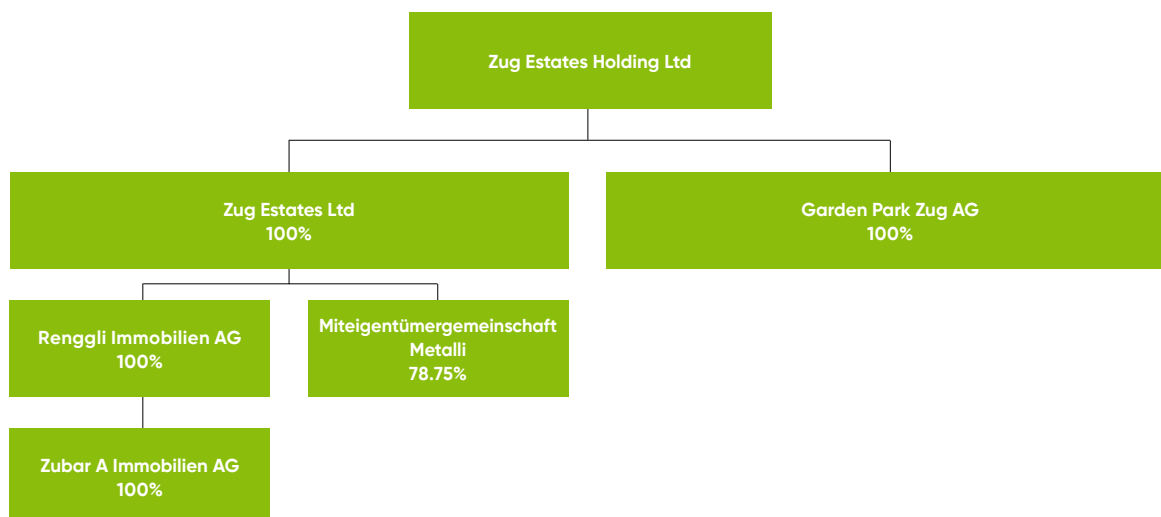 Zug Estates Holding Ltd
Zug Estates Ltd
100%
Garden Park Zug AG
100%
Renggli Immobilien AG
100%
Miteigentümergemeinschaft
Metalli
78.75%
Zubar A Immobilien AG
100%